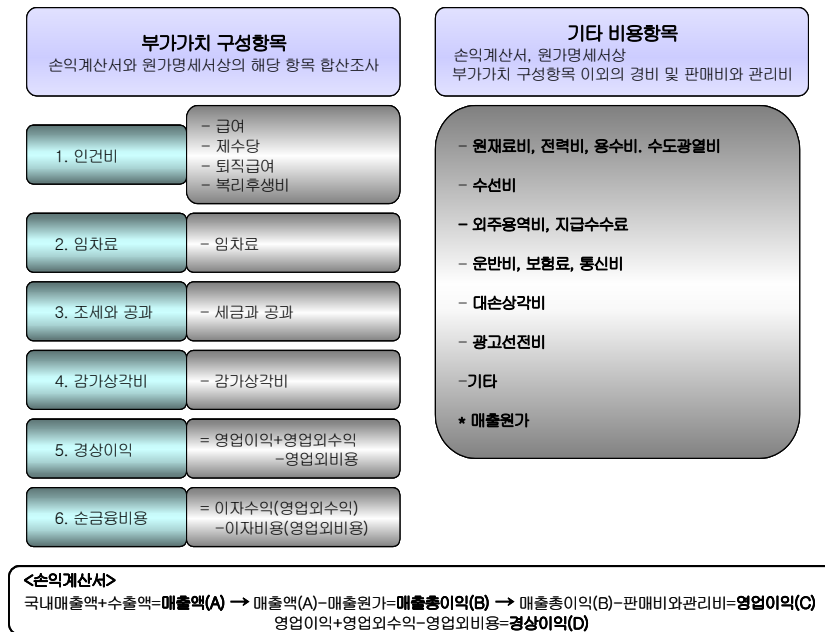 부가가치 구성항목
손익계산서와 원가명세서상의 해당 항목 합산조사
1. 인건비
- 급여
- 제수당
- 퇴직급여
- 복리후생비
2. 임차료
- 임차료
3. 조세와 공과
- 세금과 공과
4. 감가상각비
- 감가상각비
5. 경상이익
= 영업이익+영업외수익
-영업외비용
6. 순금융비용
= 이자수익(영업외수익)
-이자비용(영업외비용)
기타 비용항목
손익계산서, 원가명세서상
부가가치 구성항목 이외의 경비 및 판매비와 관리비
- 원재료비, 전력비, 용수비. 수도광열비
- 수선비
- 외주용역비, 지급수수료
- 운반비, 보험료, 통신비
- 대손상각비
- 광고선전비
-기타
* 매출원가
<손익계산서>
국내매출액+수출액=매출액(A) → 매출액(A)-매출원가=매출총이익(B) → 매출총이익(B)-판매비와관리비=영업이익(C)
영업이익+영업외수익-영업외비용=경상이익(D)